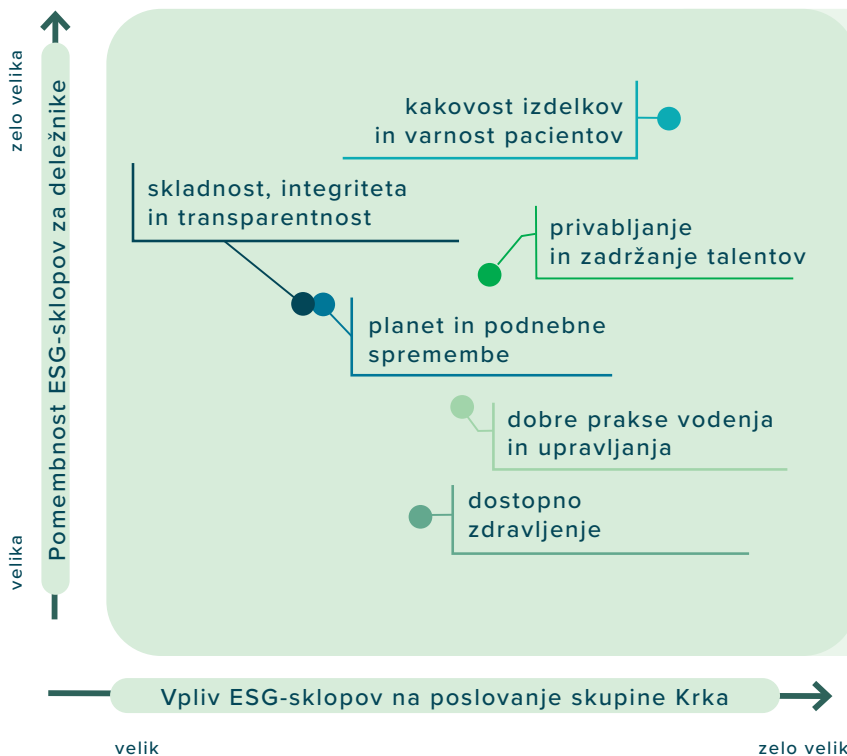 zelo velika
Pomembnost ESG-sklopov za deležnike
velika
kakovost izdelkov
in varnost pacientov
skladnost, integriteta
in transparentnost
privabljanje
in zadržanje talentov
planet in podnebne
spremembe
dobre prakse vodenja
in upravljanja
dostopno
zdravljenje
Vpliv ESG-sklopov na poslovanje skupine Krka
velik
zelo velik